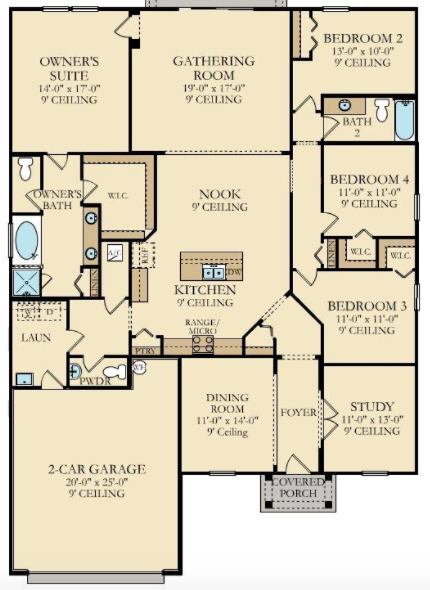 OWNER'S
SUITE
14'-0" x 17'-0"
9' CEILING
GATHERING
ROOM
19'-0" x 17'-0"
9' CEILING
BEDROOM 2
13'-0" x 10'-0"
9' CEILING
BATH
2
OWNER'S
BATH
W.I.C.
NOOK
9' CEILING
BEDROOM 4
11'-0" x 11'-0"
9' CEILING
A/C
REF
LINEN
LINEN
W.I.C.
W.I.C.
DW
KITCHEN
9' CEILING
BEDROOM 3
11'-0" x 11'-0"
9' CEILING
W D
LAUN
RANGE/
MICRO
PTRY
PWDR
WH
DINING
ROOM
11'-0" x 14'-0"
9' Ceiling
FOYER
STUDY
11'-0" x 13'-0"
9' CEILING
2-CAR GARAGE
20'-0" x 25'-0"
9' CEILING
COVERED
PORCH